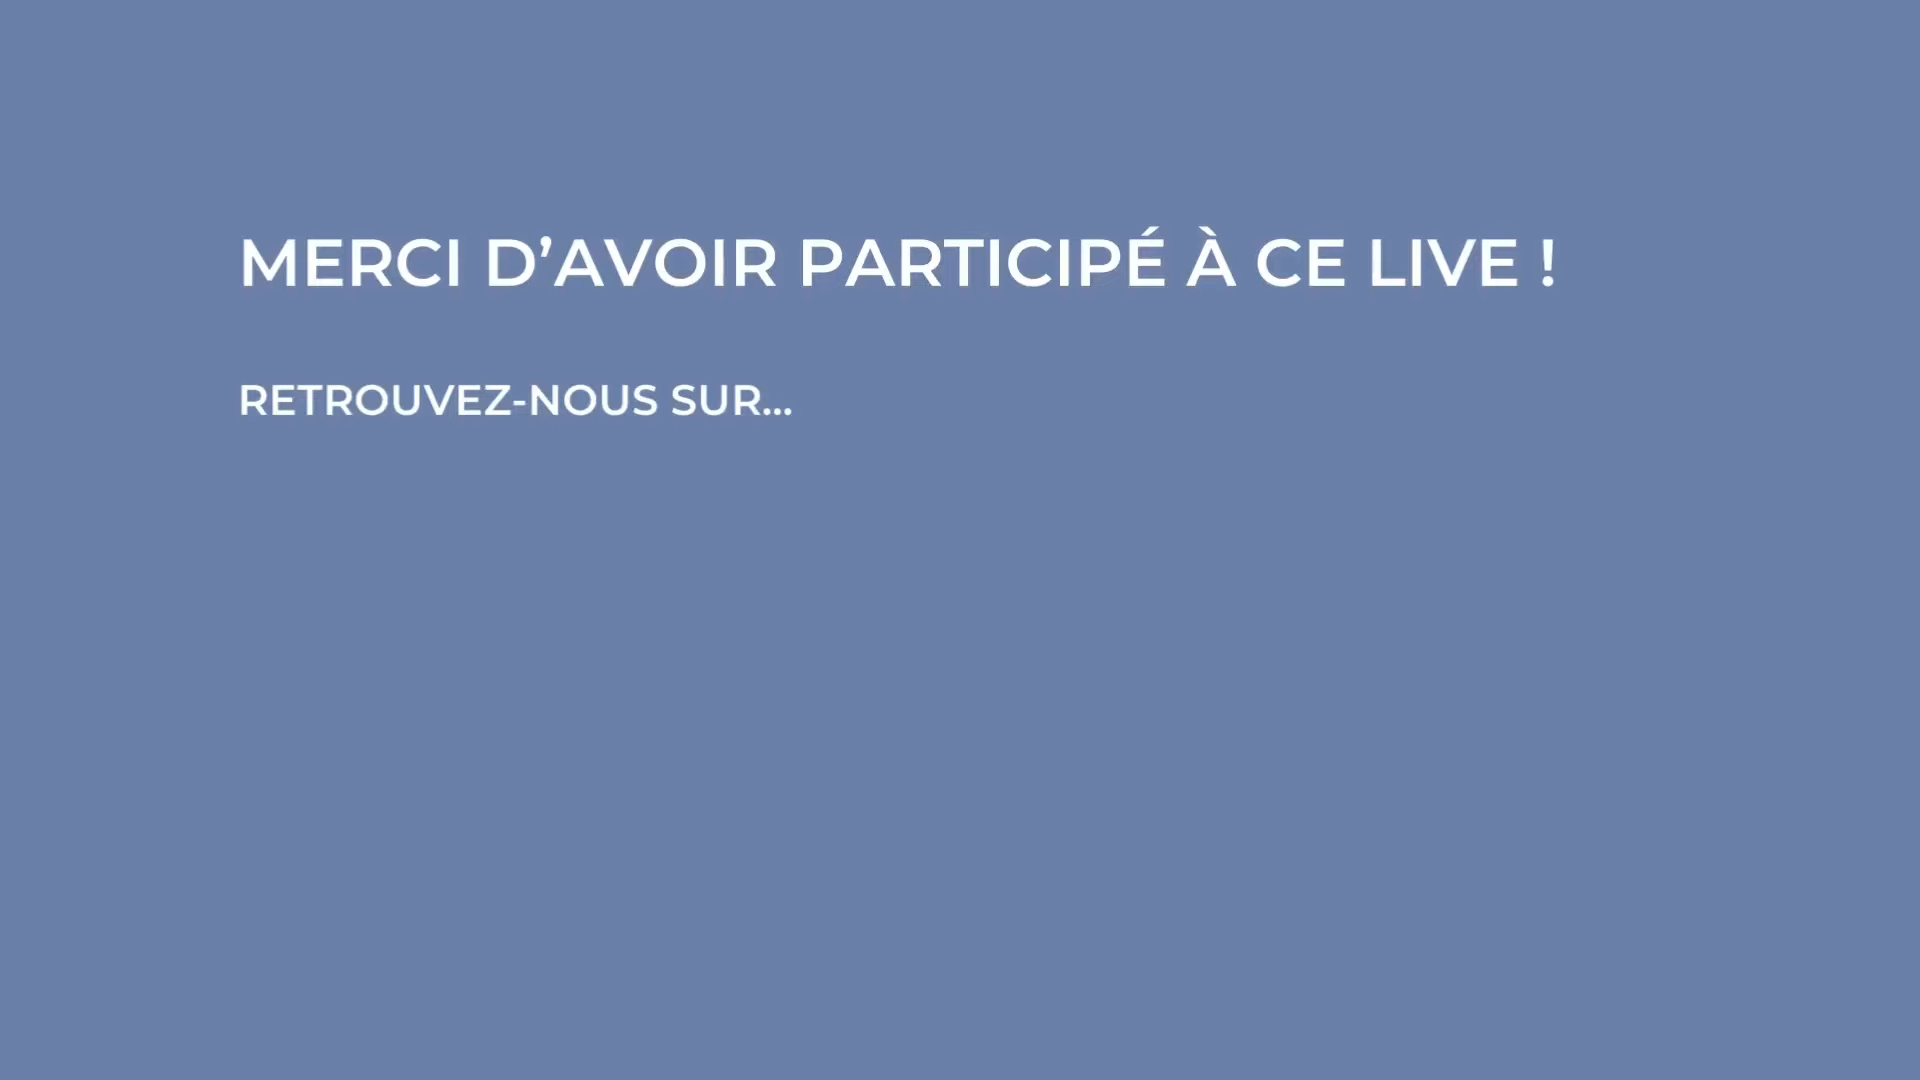 MERCI D’AVOIR PARTICIPÉ À CE LIVE !
RETROUVEZ-NOUS SUR...